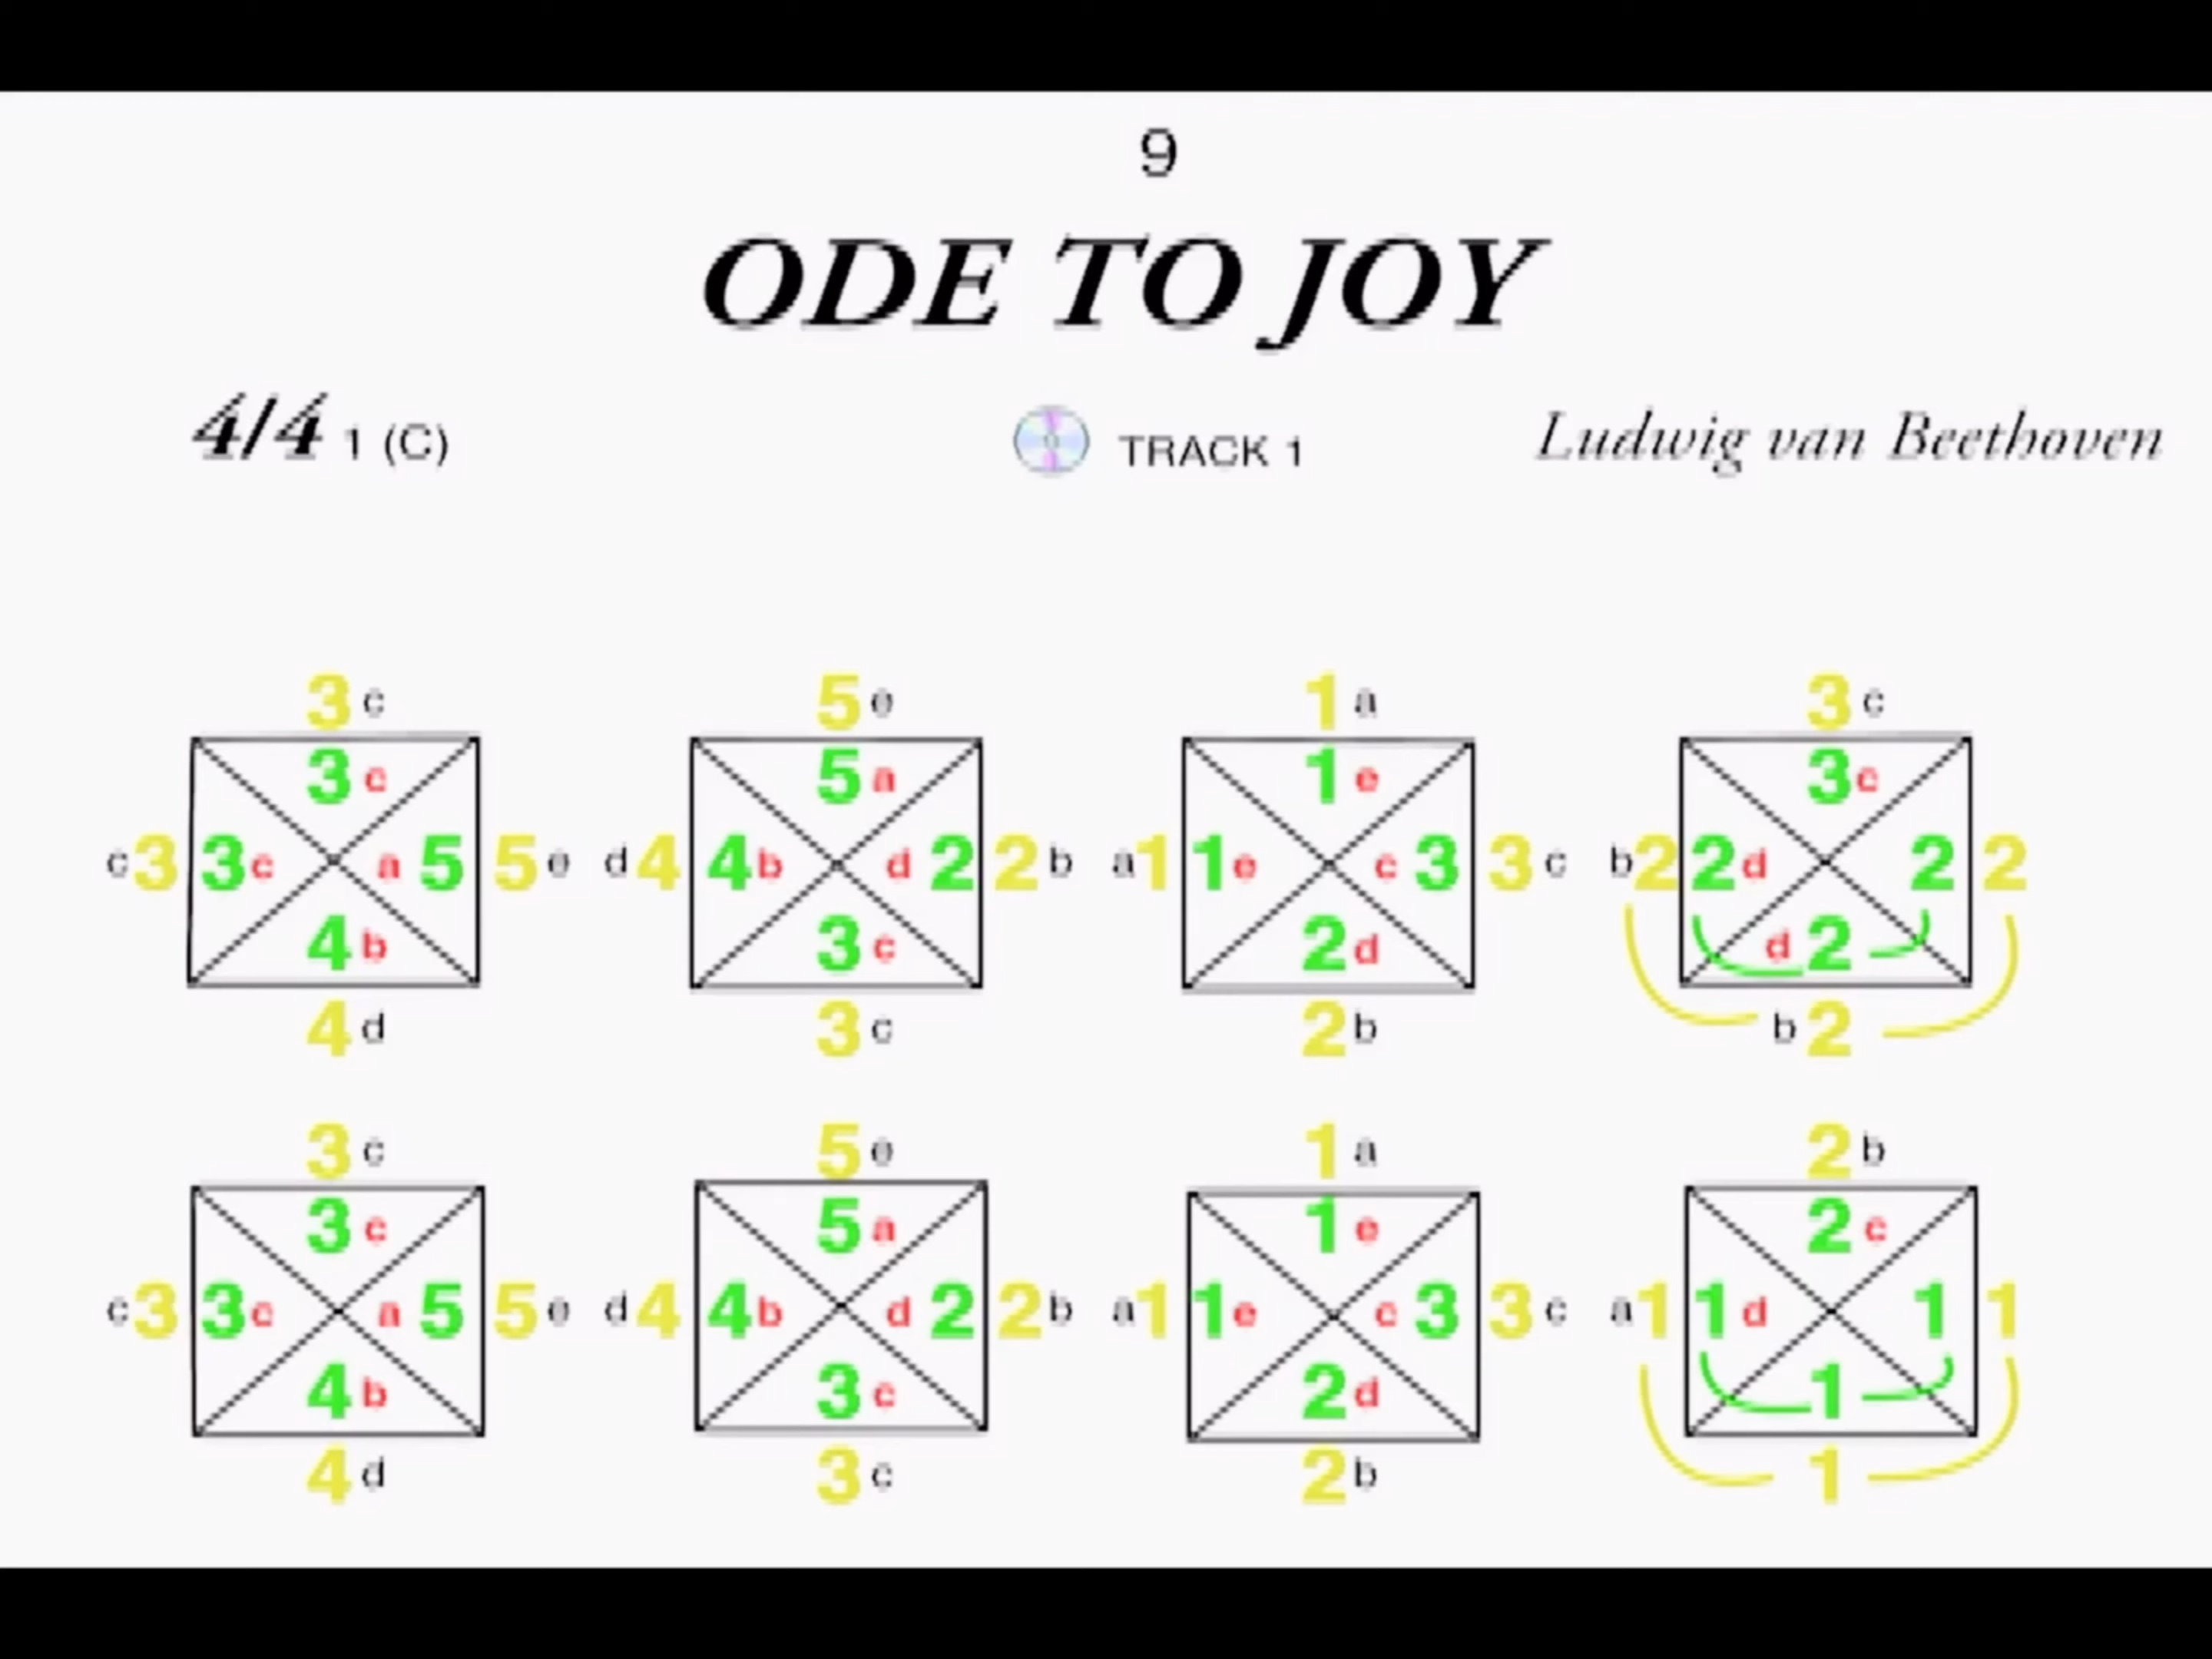 9
ODE TO JOY
4/4 1 (C) TRACK 1 Ludwig van Beethoven
3 c 5 e 1 a 3 c
3 c 5 a 1 e 3 c
c 3 3 c a 5 5 e d 4 4 b d 2 2 b a 1 1 e c 3 3 c b 2 2 d 2 2
4 b 3 c 2 d d 2
4 d 3 c 2 b b 2
3 c 5 e 1 a 2 b
3 c 5 a 1 e 2 c
c 3 3 c a 5 5 e d 4 4 b d 2 2 b a 1 1 e c 3 3 c a 1 1 d 1 1
4 b 3 c 2 d 1
4 d 3 c 2 b 1